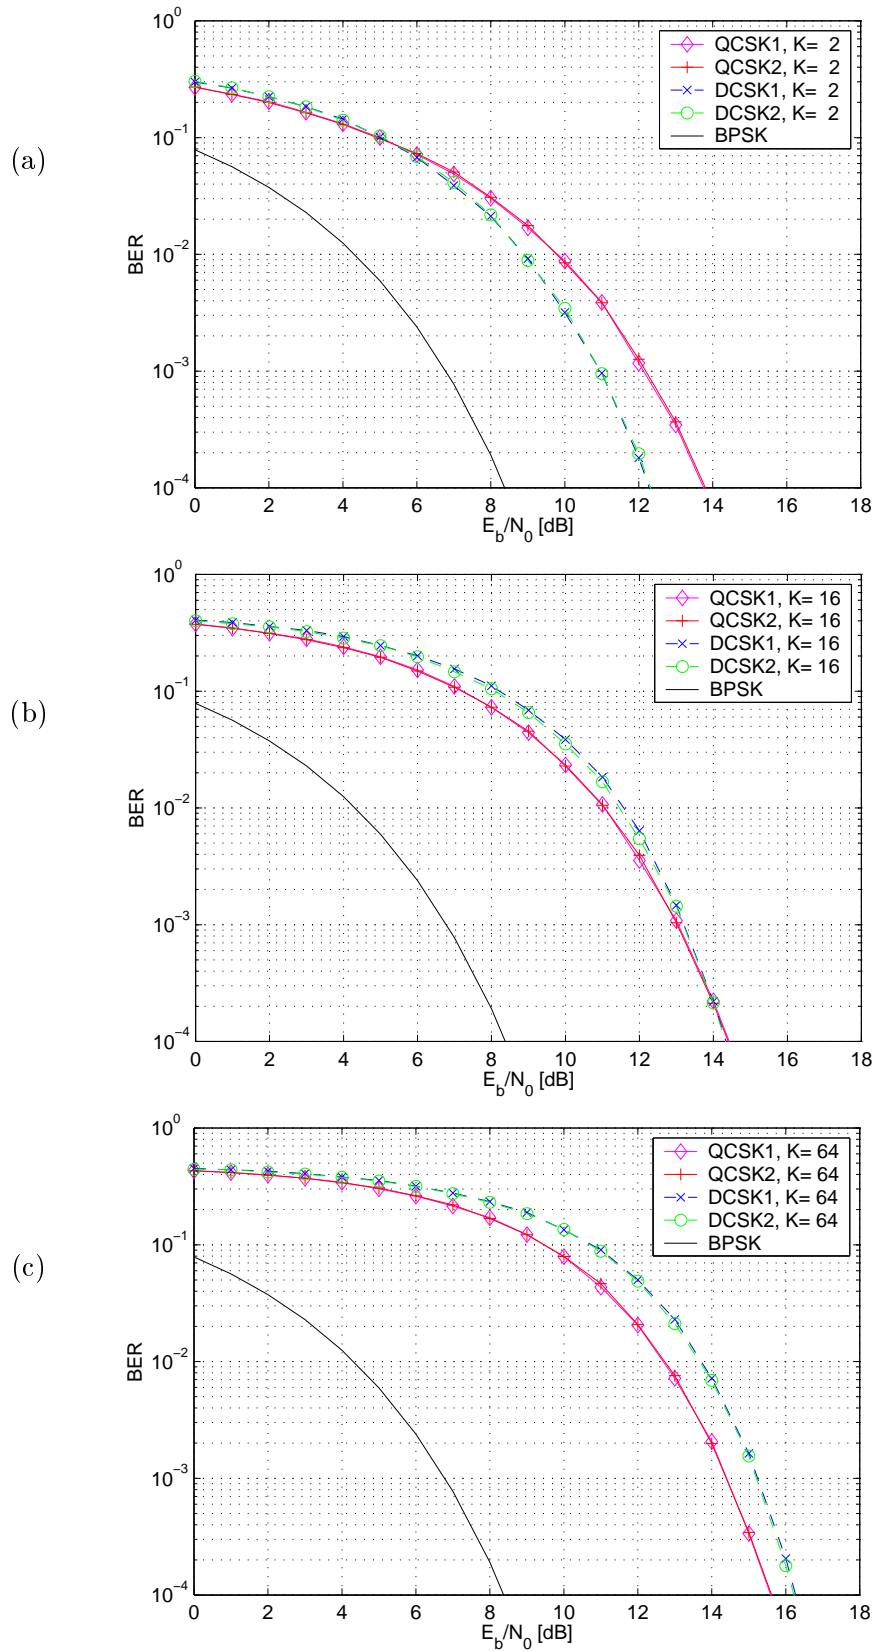 (a)
10^0
10^-1
10^-2
10^-3
10^-4
BER
QCSK1, K= 2
QCSK2, K= 2
DCSK1, K= 2
DCSK2, K= 2
BPSK
0 2 4 6 8 10 12 14 16 18
E_b/N_0 [dB]
(b)
10^0
10^-1
10^-2
10^-3
10^-4
BER
QCSK1, K= 16
QCSK2, K= 16
DCSK1, K= 16
DCSK2, K= 16
BPSK
0 2 4 6 8 10 12 14 16 18
E_b/N_0 [dB]
(c)
10^0
10^-1
10^-2
10^-3
10^-4
BER
QCSK1, K= 64
QCSK2, K= 64
DCSK1, K= 64
DCSK2, K= 64
BPSK
0 2 4 6 8 10 12 14 16 18
E_b/N_0 [dB]